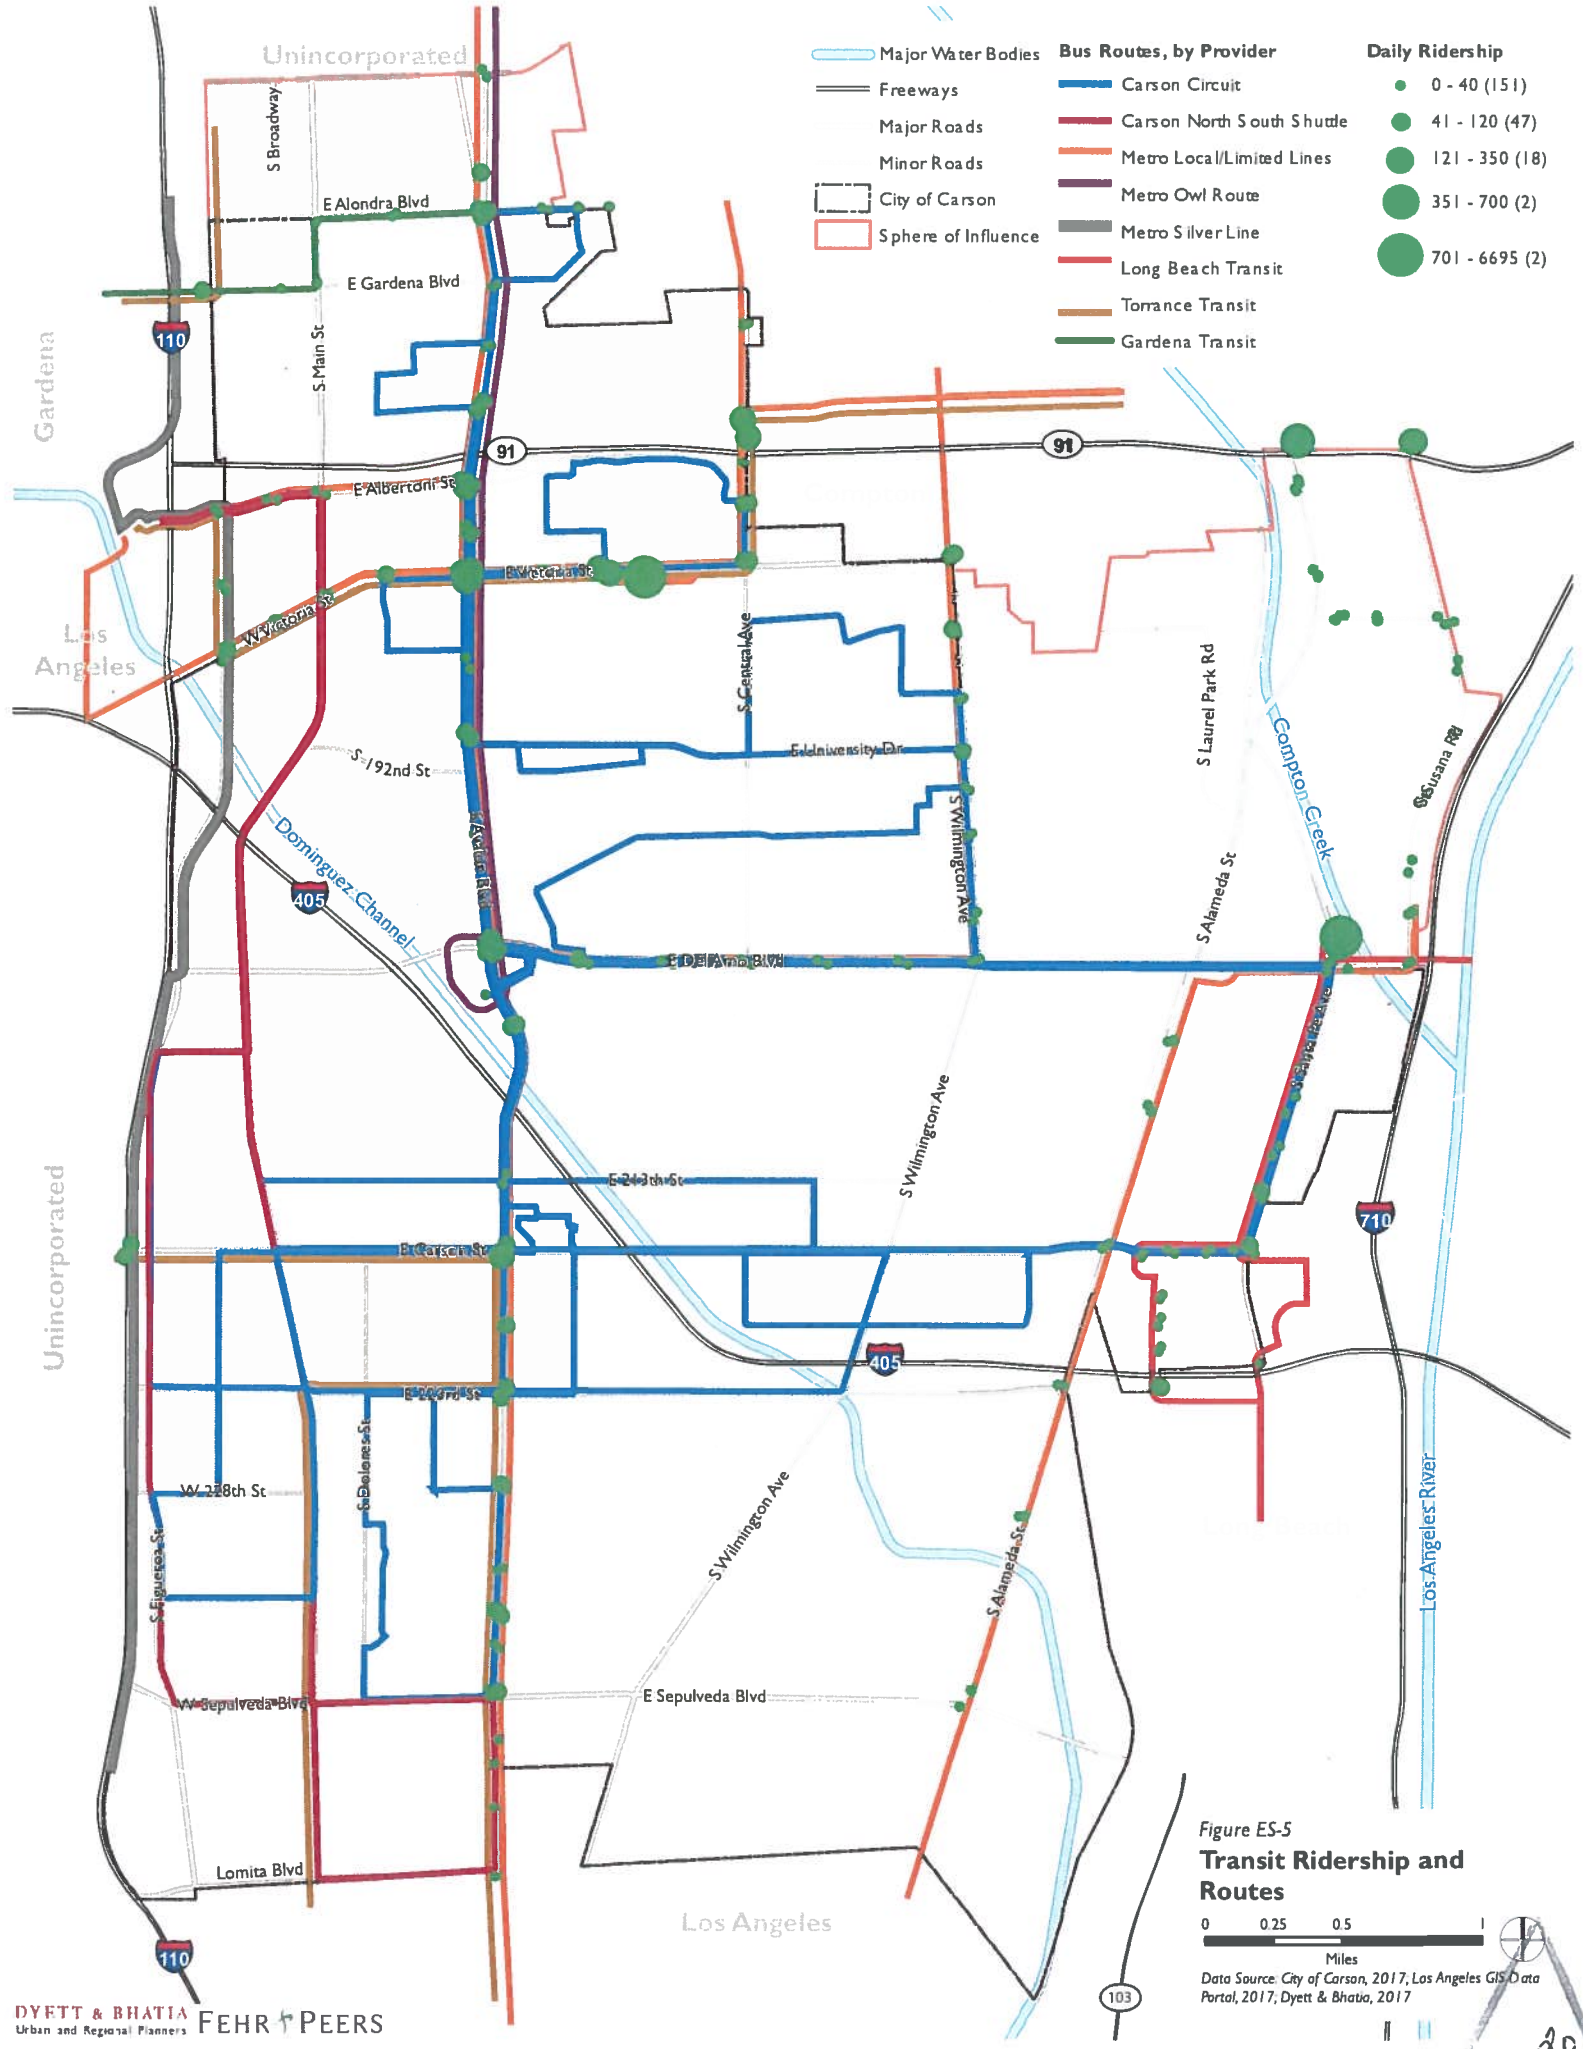 Unincorporated
Major Water Bodies
Freeways
Major Roads
Minor Roads
City of Carson
Sphere of Influence
Bus Routes, by Provider
Carson Circuit
Carson North South Shuttle
Metro Local/Limited Lines
Metro Owl Route
Metro Silver Line
Long Beach Transit
Torrance Transit
Gardena Transit
Daily Ridership
0 - 40 (151)
41 - 120 (47)
121 - 350 (18)
351 - 700 (2)
701 - 6695 (2)
S Broadway
E Alondra Blvd
E Gardena Blvd
110
S Main St
Gardena
91
91
E Albertoni St
E Victoria St
W Victoria St
Los
Angeles
S Central Ave
S Laurel Park Rd
E University Dr
S 192nd St
Compton Creek
Susana Rd
Dominguez Channel
S Wilmington Ave
405
S Alameda St
E Del Amo Blvd
S Santa Fe Ave
S Wilmington Ave
E 213th St
Unincorporated
710
E Carson St
405
E 223rd St
S Dolores St
W 228th St
S Figueroa St
S Wilmington Ave
S Alameda St
Los Angeles River
W Sepulveda Blvd
E Sepulveda Blvd
Lomita Blvd
Los Angeles
110
103
Figure ES-5
Transit Ridership and
Routes
0 0.25 0.5 1
Miles
Data Source: City of Carson, 2017; Los Angeles GIS Data
Portal, 2017; Dyett & Bhatia, 2017
DYETT & BHATIA
Urban and Regional Planners
FEHR PEERS